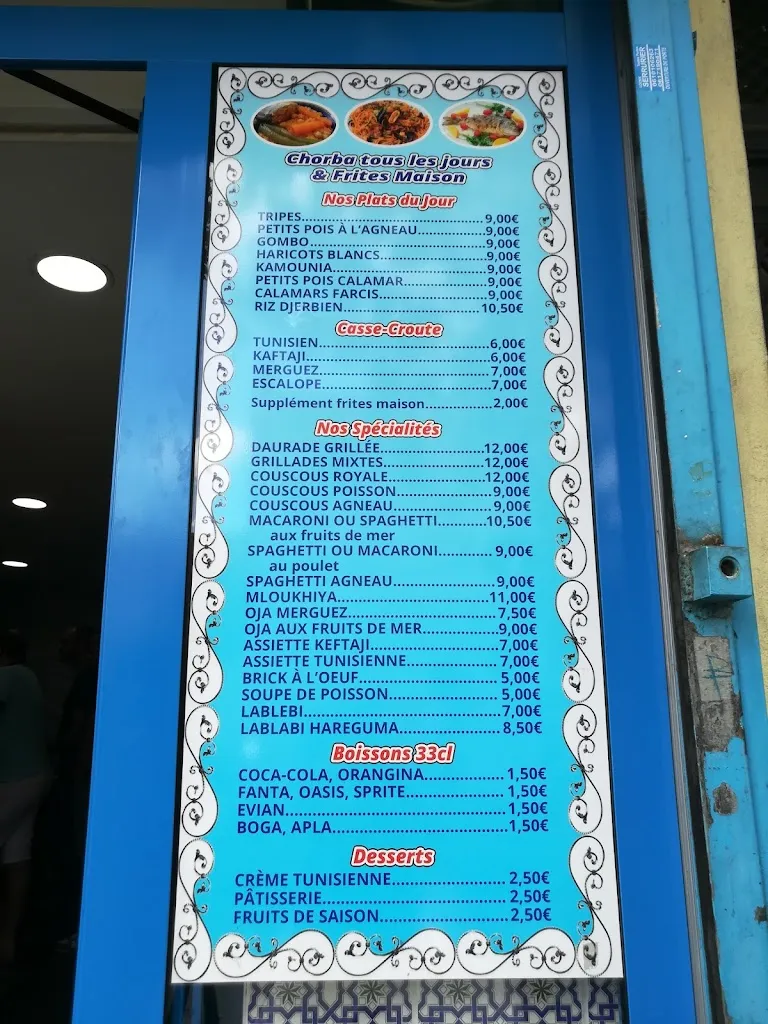 Chorba tous les jours
& Frites Maison
Nos Plats du jour
TRIPES 9,00€
PETITS POIS À L'AGNEAU 9,00€
GOMBO 9,00€
HARICOTS BLANCS 9,00€
KAMOUNIA 9,00€
PETITS POIS CALAMAR 9,00€
CALAMARS FARCIS 9,00€
RIZ DJERBIEN 10,50€
Casse-Croute
TUNISIEN 6,00€
KAFTAJI 6,00€
MERGUEZ 7,00€
ESCALOPE 7,00€
Supplément frites maison 2,00€
Nos Spécialités
DAURADE GRILLÉE 12,00€
GRILLADES MIXTES 12,00€
COUSCOUS ROYALE 12,00€
COUSCOUS POISSON 9,00€
COUSCOUS AGNEAU 9,00€
MACARONI OU SPAGHETTI 10,50€
aux fruits de mer
SPAGHETTI OU MACARONI 9,00€
au poulet
SPAGHETTI AGNEAU 9,00€
MLOUKHIYA 11,00€
OJA MERGUEZ 7,50€
OJA AUX FRUITS DE MER 9,00€
ASSIETTE KEFTAJI 7,00€
ASSIETTE TUNISIENNE 7,00€
BRICK À L'OEUF 5,00€
SOUPE DE POISSON 5,00€
LABLEBI 7,00€
LABLABI HAREGUMA 8,50€
Boissons 33cl
COCA-COLA, ORANGINA 1,50€
FANTA, OASIS, SPRITE 1,50€
EVIAN 1,50€
BOGA, APLA 1,50€
Desserts
CRÈME TUNISIENNE 2,50€
PÂTISSERIE 2,50€
FRUITS DE SAISON 2,50€
SERRURIER